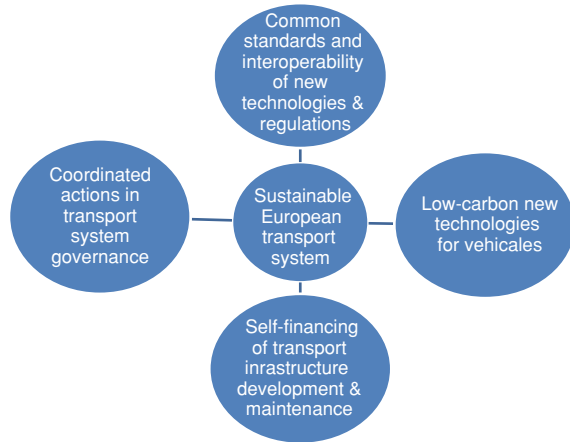 Common
standards and
interoperability
of new
technologies &
regulations
Coordinated
actions in
transport
system
governance
Sustainable
European
transport
system
Low-carbon new
technologies
for vehicales
Self-financing
of transport
inrastructure
development &
maintenance